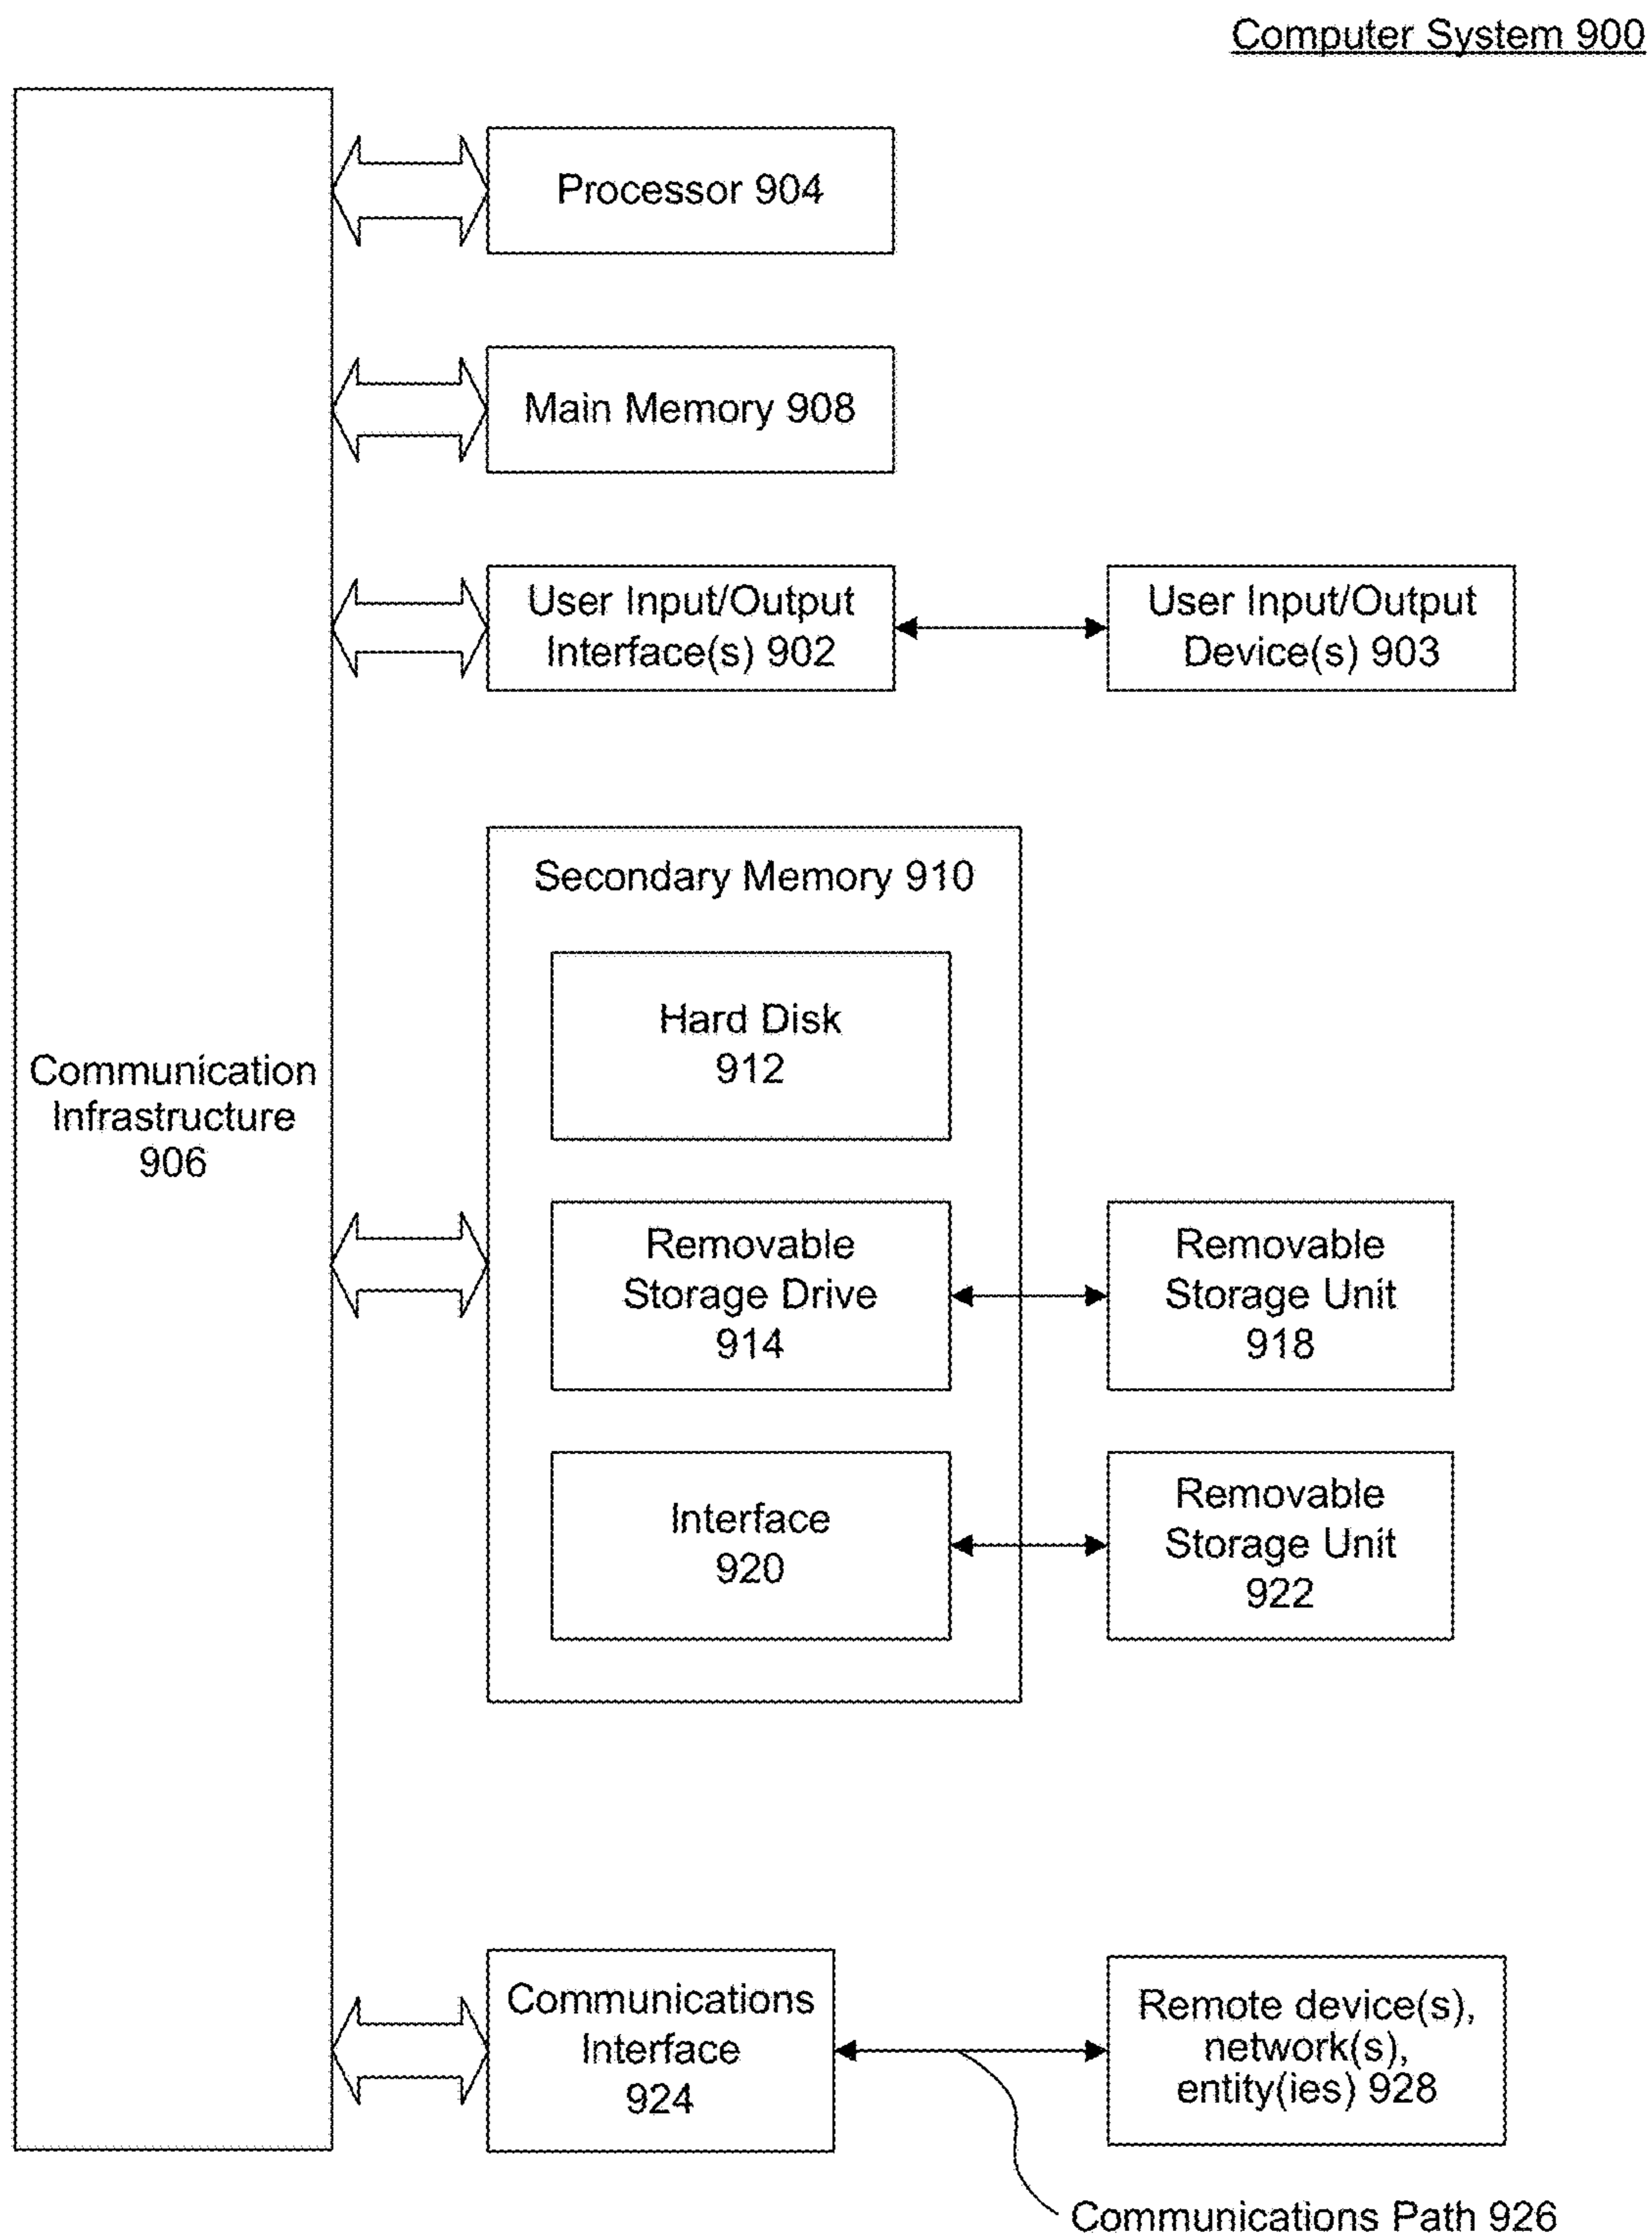 Computer System 900
Processor 904
Main Memory 908
User Input/Output
Interface(s) 902
User Input/Output
Device(s) 903
Secondary Memory 910
Hard Disk
912
Communication
Infrastructure
906
Removable
Storage Drive
914
Removable
Storage Unit
918
Interface
920
Removable
Storage Unit
922
Communications
Interface
924
Remote device(s),
network(s),
entity(ies) 928
Communications Path 926